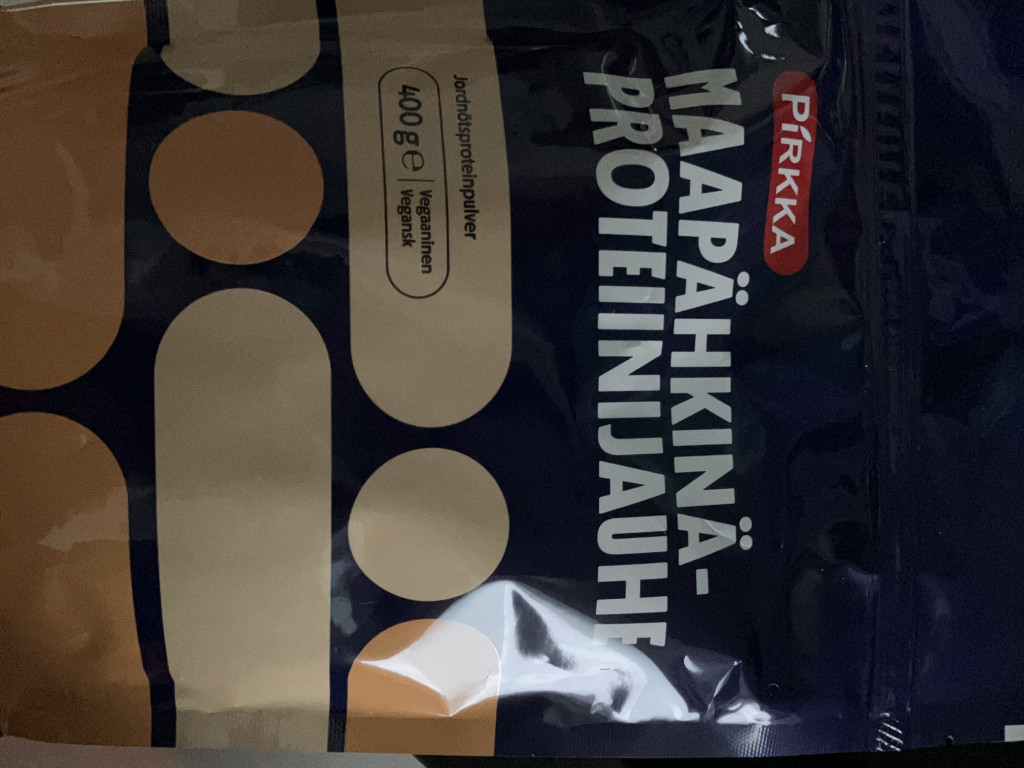 PIRKKA
MAAPÄHKINÄ-
PROTEIINIJAUHE
Jordnötsproteinpulver
400 g e
Vegaaninen
Vegansk